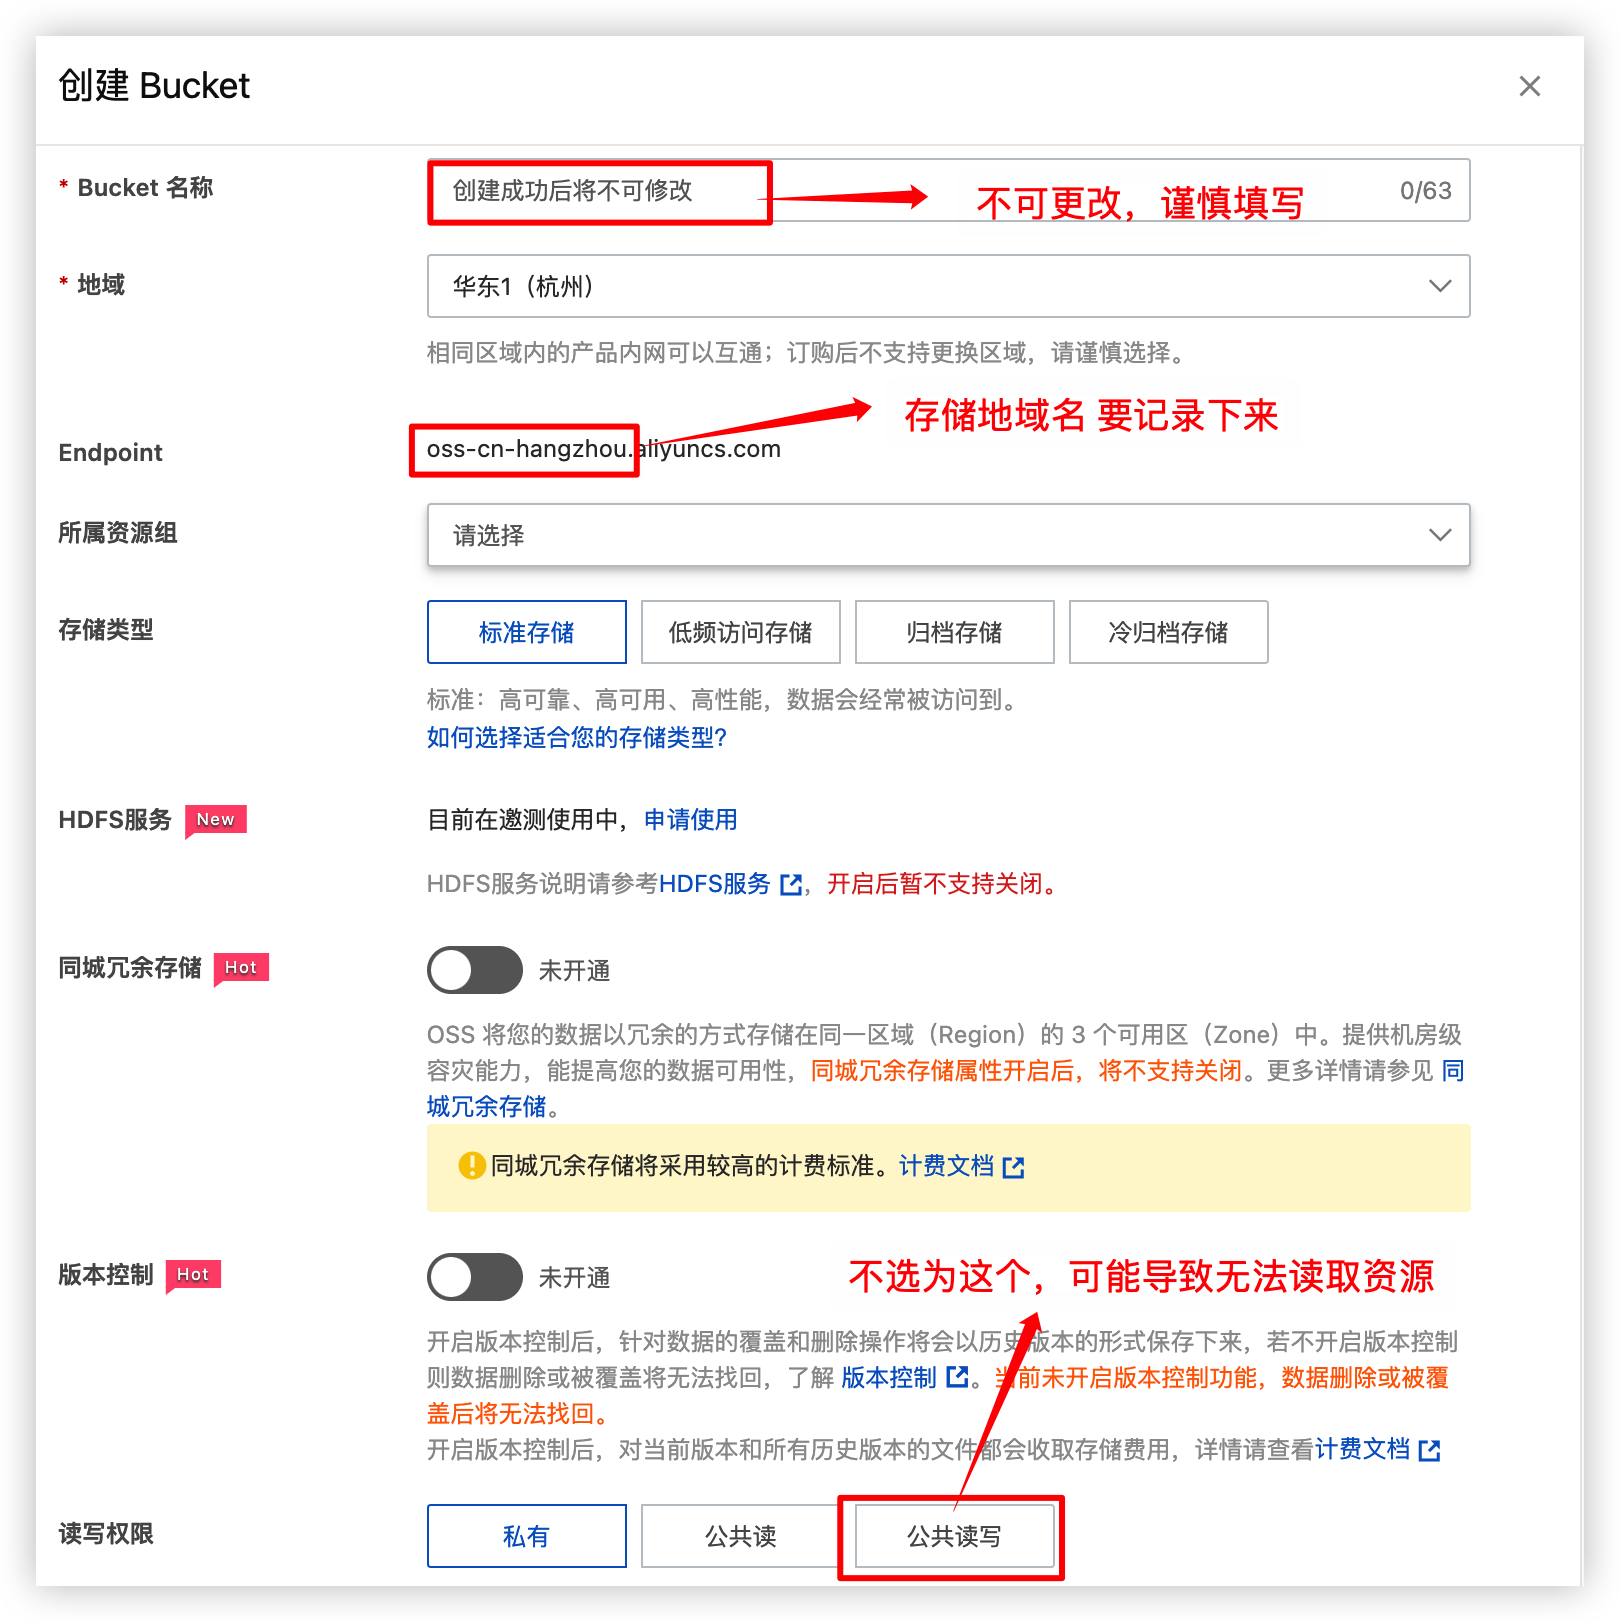 创建 Bucket
* Bucket 名称
创建成功后将不可修改
不可更改，谨慎填写
0/63
* 地域
华东1（杭州）
相同区域内的产品内网可以互通；订购后不支持更换区域，请谨慎选择。
存储地域名 要记录下来
Endpoint
oss-cn-hangzhou.aliyuncs.com
所属资源组
请选择
存储类型
标准存储
低频访问存储
归档存储
冷归档存储
标准：高可靠、高可用、高性能，数据会经常被访问到。
如何选择适合您的存储类型?
HDFS服务 New
目前在邀测使用中，申请使用
HDFS服务说明请参考HDFS服务，开启后暂不支持关闭。
同城冗余存储 Hot
未开通
OSS 将您的数据以冗余的方式存储在同一区域（Region）的 3 个可用区（Zone）中。提供机房级
容灾能力，能提高您的数据可用性，同城冗余存储属性开启后，将不支持关闭。更多详情请参见 同
城冗余存储。
同城冗余存储将采用较高的计费标准。计费文档
版本控制 Hot
未开通
不选为这个，可能导致无法读取资源
开启版本控制后，针对数据的覆盖和删除操作将会以历史版本的形式保存下来，若不开启版本控制
则数据删除或被覆盖将无法找回，了解 版本控制。当前未开启版本控制功能，数据删除或被覆
盖后将无法找回。
开启版本控制后，对当前版本和所有历史版本的文件都会收取存储费用，详情请查看计费文档
读写权限
私有
公共读
公共读写